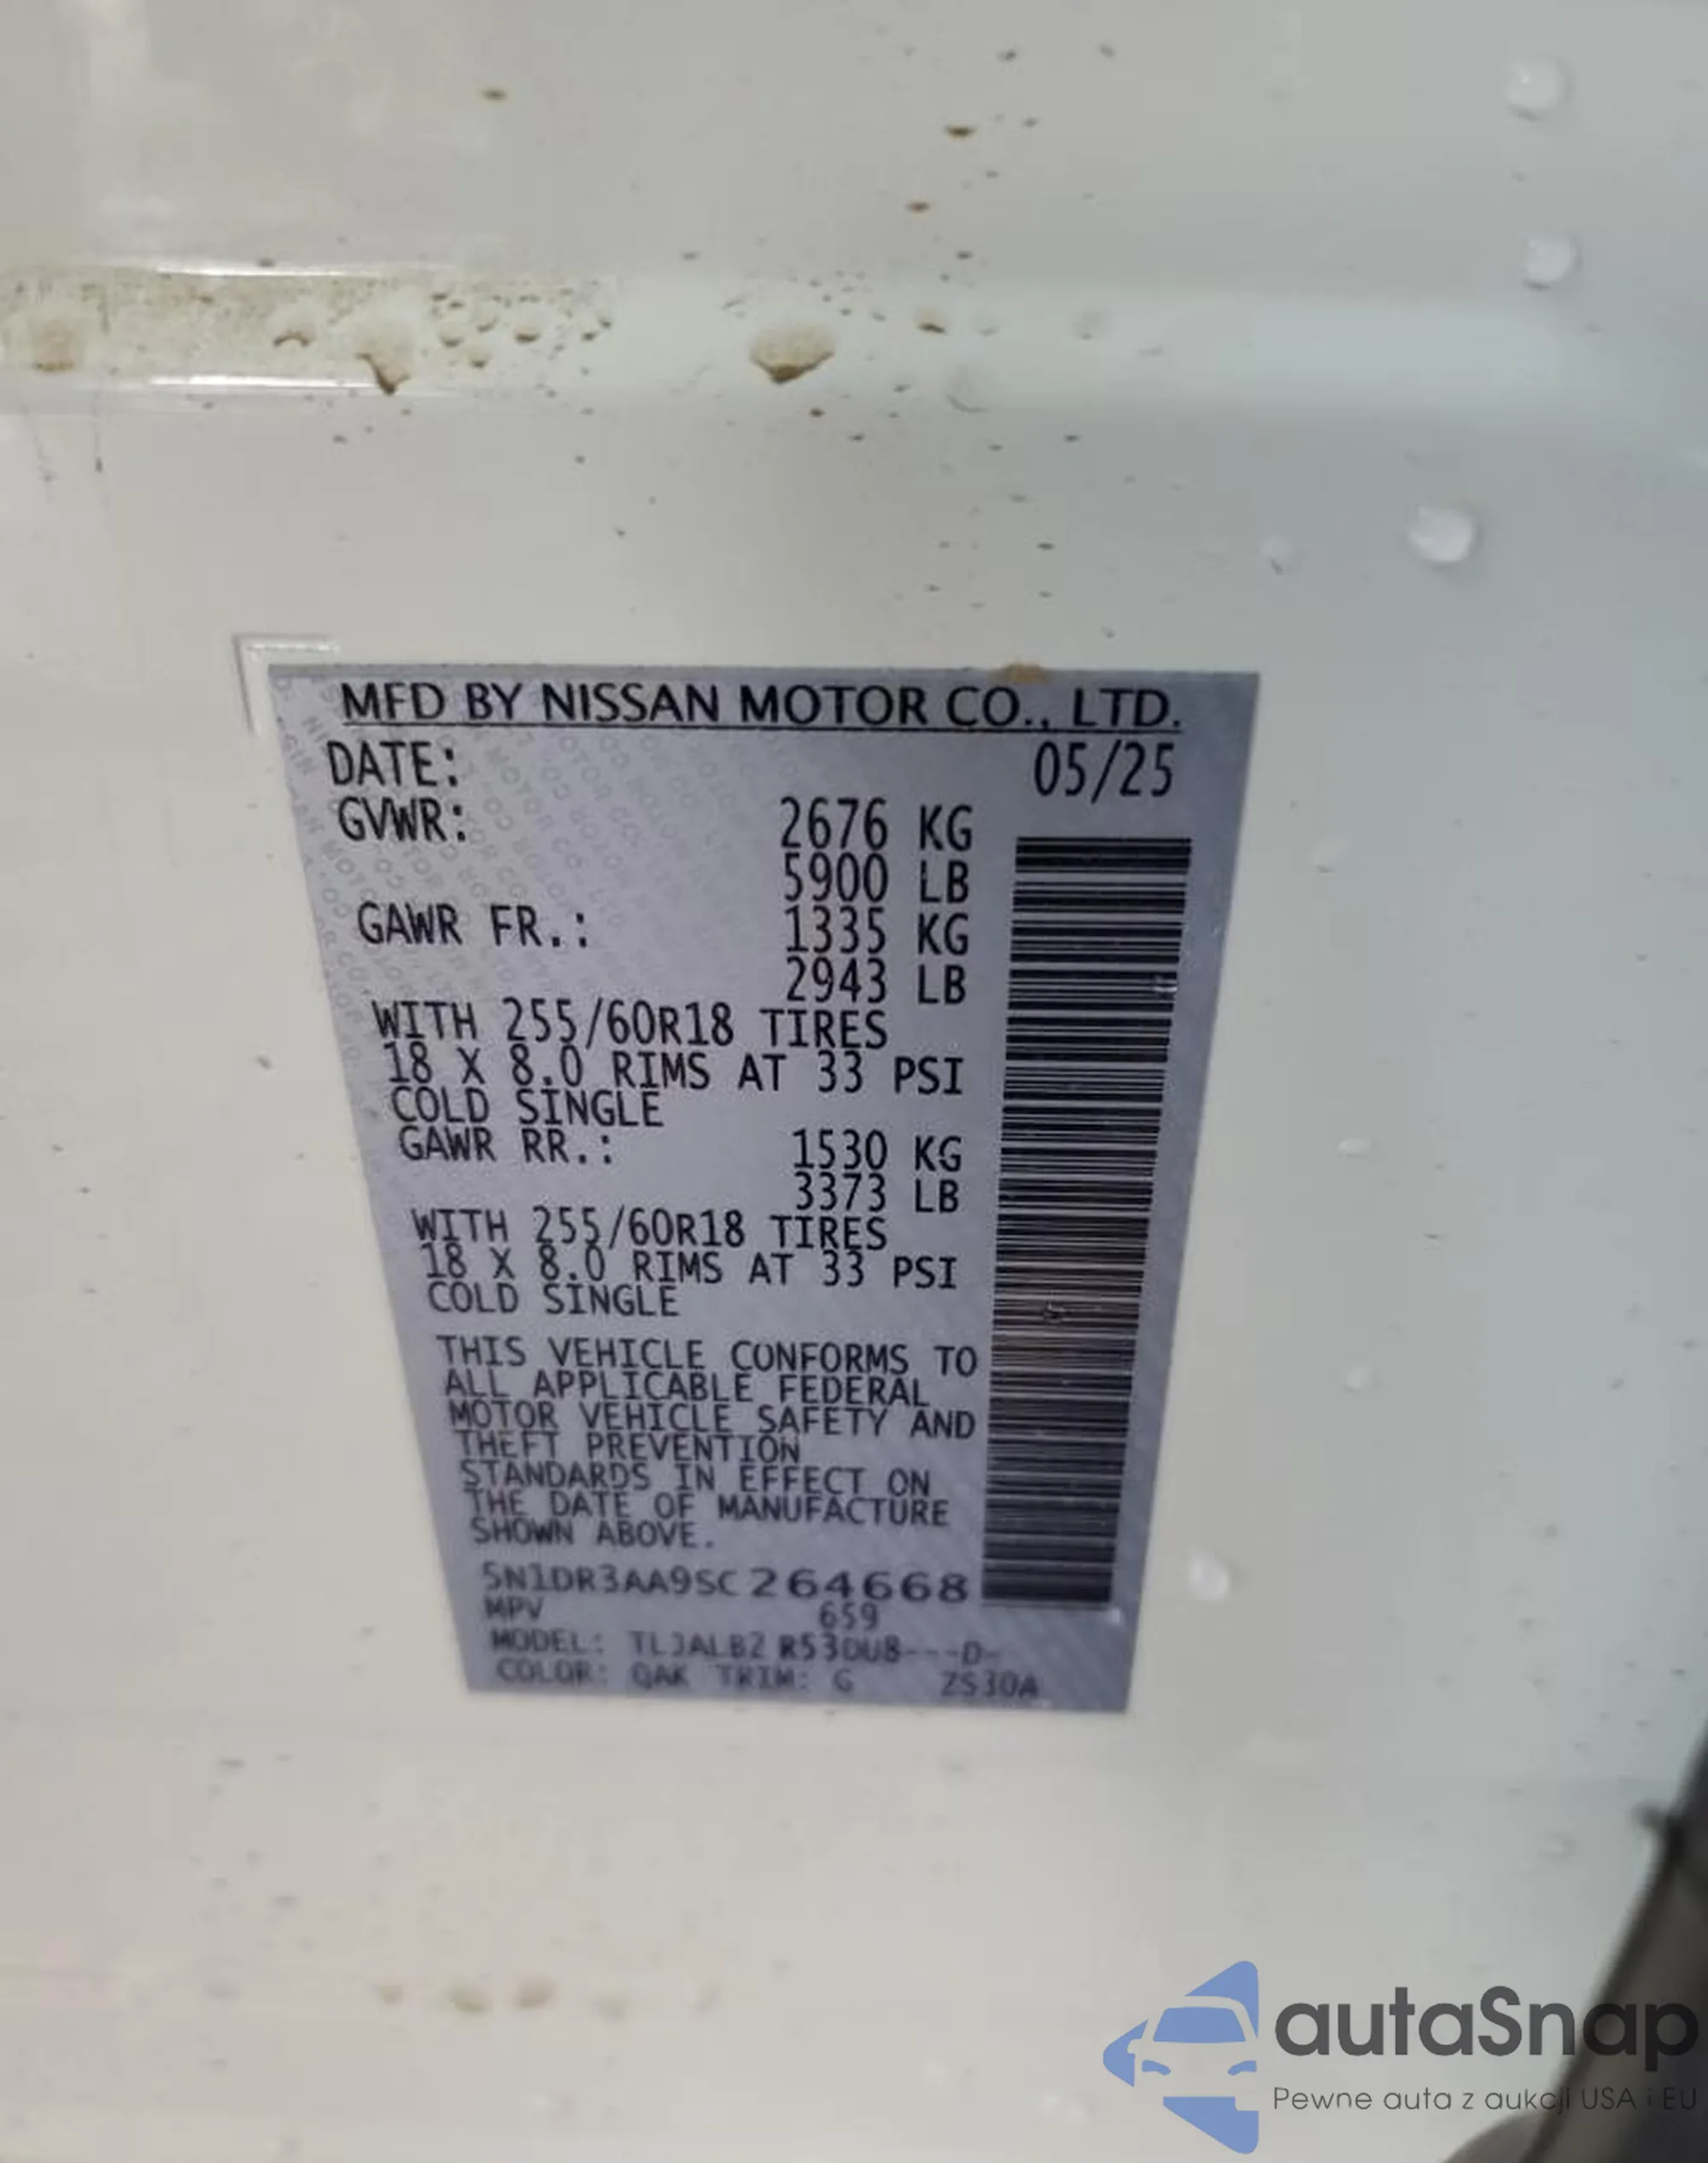 MFD BY NISSAN MOTOR CO., LTD.
DATE: 05/25
GVWR: 2676 KG
5900 LB
GAWR FR.: 1335 KG
2943 LB
WITH 255/60R18 TIRES
18 X 8.0 RIMS AT 33 PSI
COLD SINGLE
GAWR RR.: 1530 KG
3373 LB
WITH 255/60R18 TIRES
18 X 8.0 RIMS AT 33 PSI
COLD SINGLE
THIS VEHICLE CONFORMS TO
ALL APPLICABLE FEDERAL
MOTOR VEHICLE SAFETY AND
THEFT PREVENTION
STANDARDS IN EFFECT ON
THE DATE OF MANUFACTURE
SHOWN ABOVE.
5N1DR3AA9SC264668
MPV 659
MODEL: TLJALBZ R53DU8---D-
COLOR: QAK TRIM: G ZS30A
autaSnap
Pewne auta z aukcji USA i EU